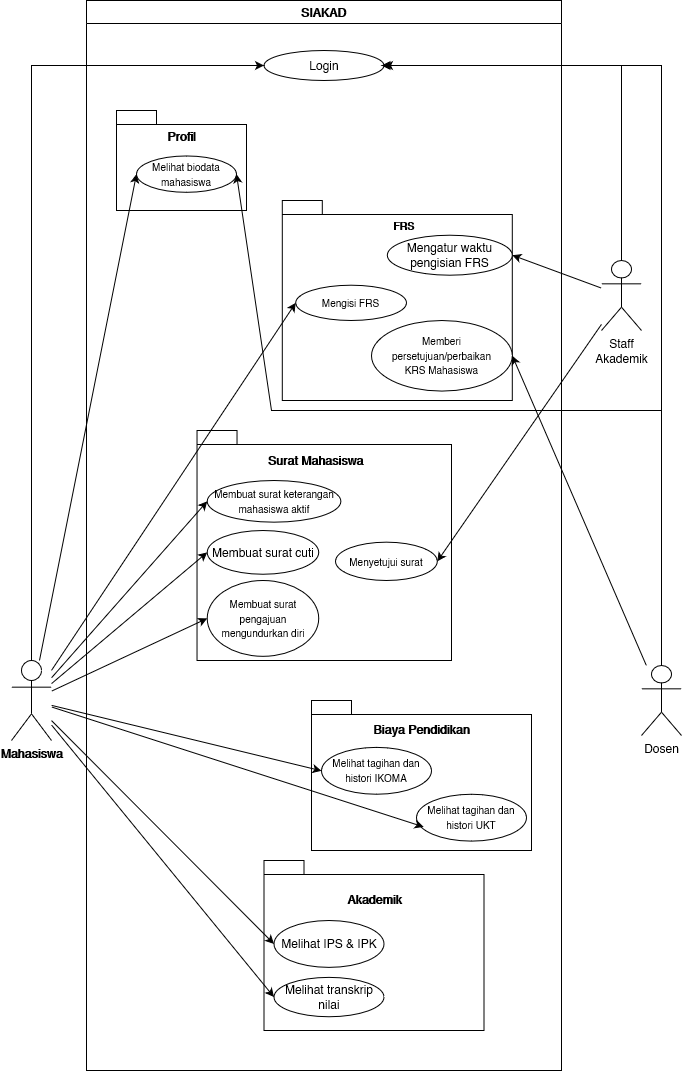 SIAKAD
Login
Profil
Melihat biodata
mahasiswa
FRS
Mengatur waktu
pengisian FRS
Mengisi FRS
Memberi
persetujuan/perbaikan
KRS Mahasiswa
Staff
Akademik
Surat Mahasiswa
Membuat surat keterangan
mahasiswa aktif
Membuat surat cuti
Menyetujui surat
Membuat surat
pengajuan
mengundurkan diri
Mahasiswa
Dosen
Biaya Pendidikan
Melihat tagihan dan
histori IKOMA
Melihat tagihan dan
histori UKT
Akademik
Melihat IPS & IPK
Melihat transkrip
nilai